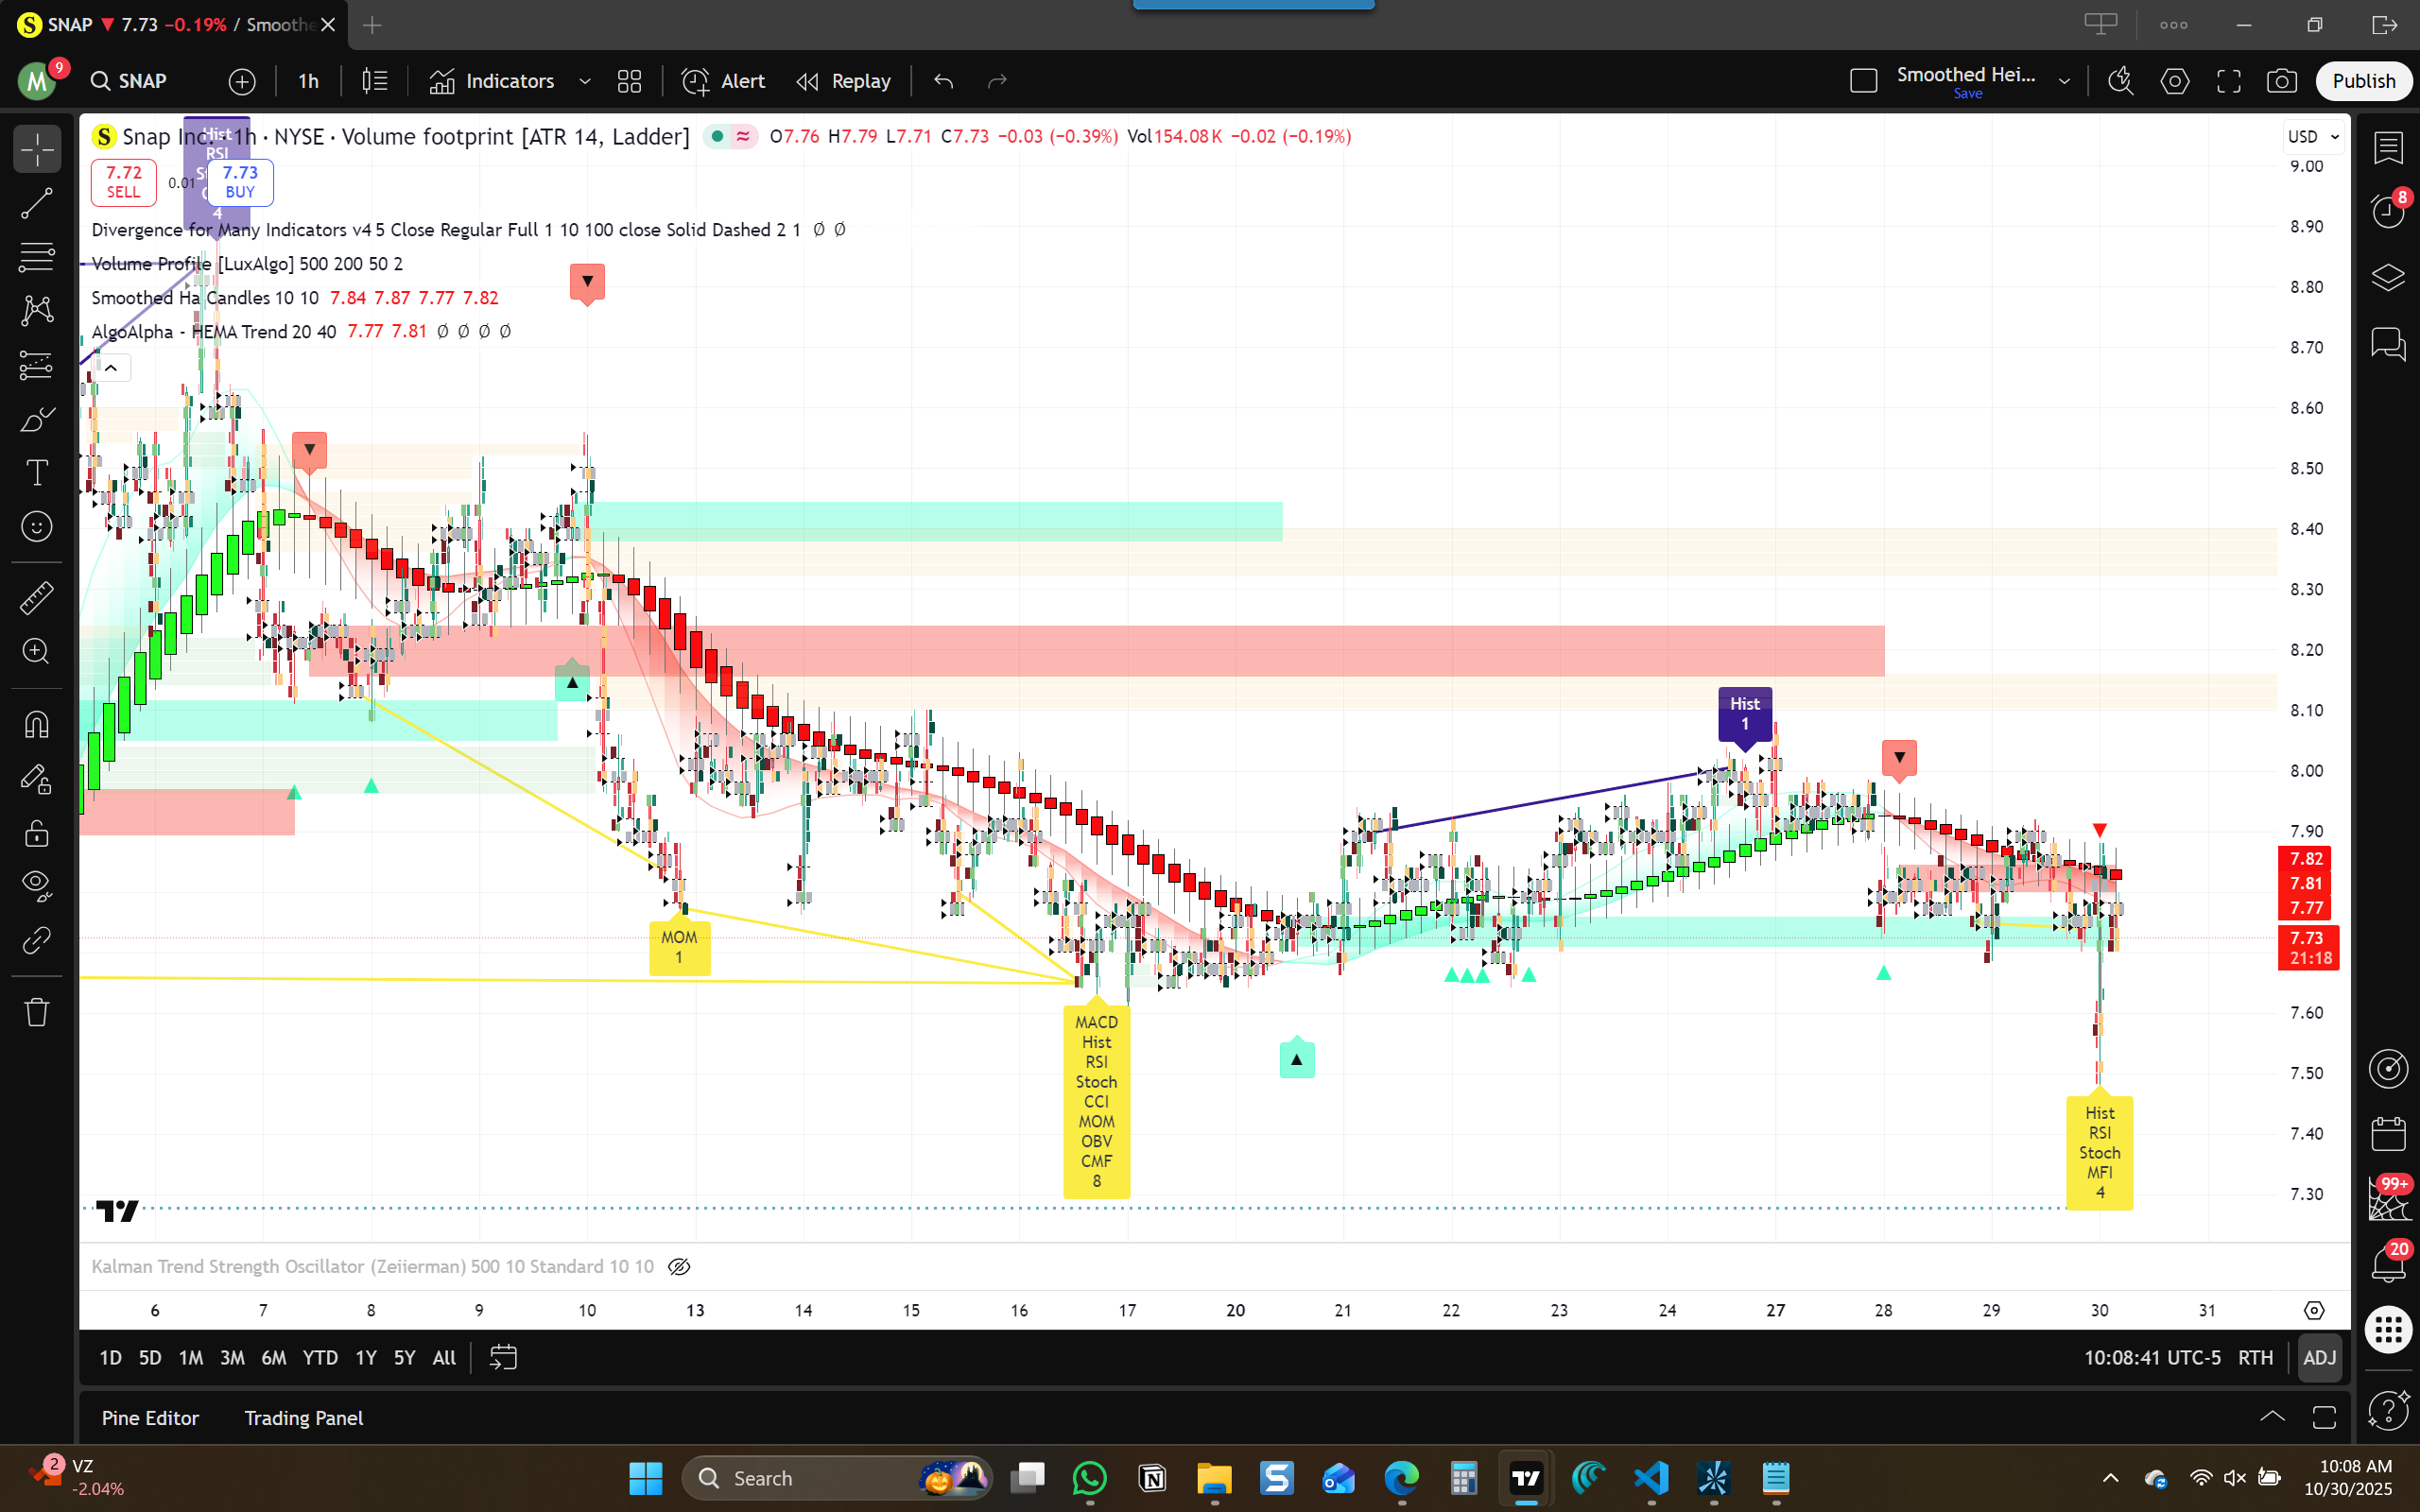 SNAP ▼ 7.73 −0.19% / Smoothe
M
9
SNAP
1h
Indicators
Alert
Replay
Smoothed Hei...
Save
Publish
Snap Inc. · 1h · NYSE · Volume footprint [ATR 14, Ladder]
O7.76 H7.79 L7.71 C7.73 −0.03 (−0.39%) Vol154.08K −0.02 (−0.19%)
USD
7.72
SELL
0.01
7.73
BUY
Hist
RSI
4
Divergence for Many Indicators v4 5 Close Regular Full 1 10 100 close Solid Dashed 2 1 Ø Ø
Volume Profile [LuxAlgo] 500 200 50 2
Smoothed Ha Candles 10 10 7.84 7.87 7.77 7.82
AlgoAlpha - HEMA Trend 20 40 7.77 7.81 Ø Ø Ø Ø
9.00
8.90
8.80
8.70
8.60
8.50
8.40
8.30
8.20
8.10
8.00
7.90
7.82
7.81
7.77
7.73
21:18
7.60
7.50
7.40
7.30
Hist
1
MOM
1
MACD
Hist
RSI
Stoch
CCI
MOM
OBV
CMF
8
Hist
RSI
Stoch
MFI
4
Kalman Trend Strength Oscillator (Zeiierman) 500 10 Standard 10 10
6 7 8 9 10 13 14 15 16 17 20 21 22 23 24 27 28 29 30 31
1D 5D 1M 3M 6M YTD 1Y 5Y All
10:08:41 UTC-5 RTH ADJ
Pine Editor
Trading Panel
8
99+
20
2
VZ
-2.04%
Search
10:08 AM
10/30/2025